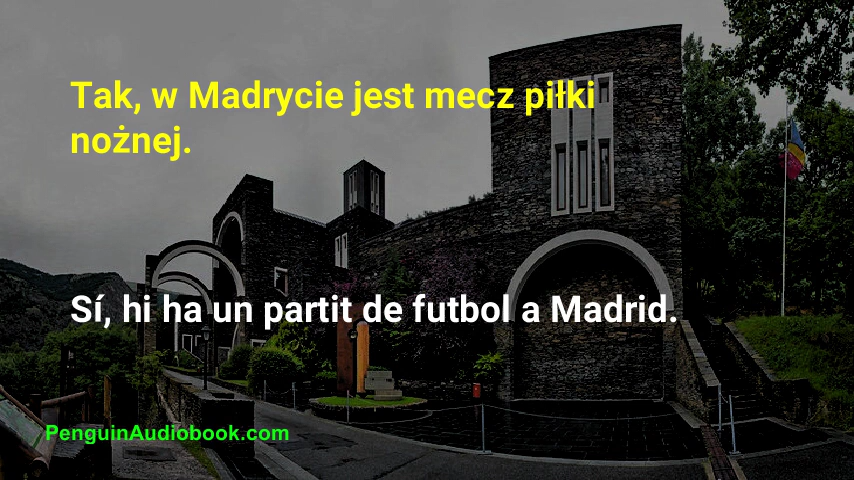 Tak, w Madrycie jest mecz piłki
nożnej.
Sí, hi ha un partit de futbol a Madrid.
PenguinAudiobook.com